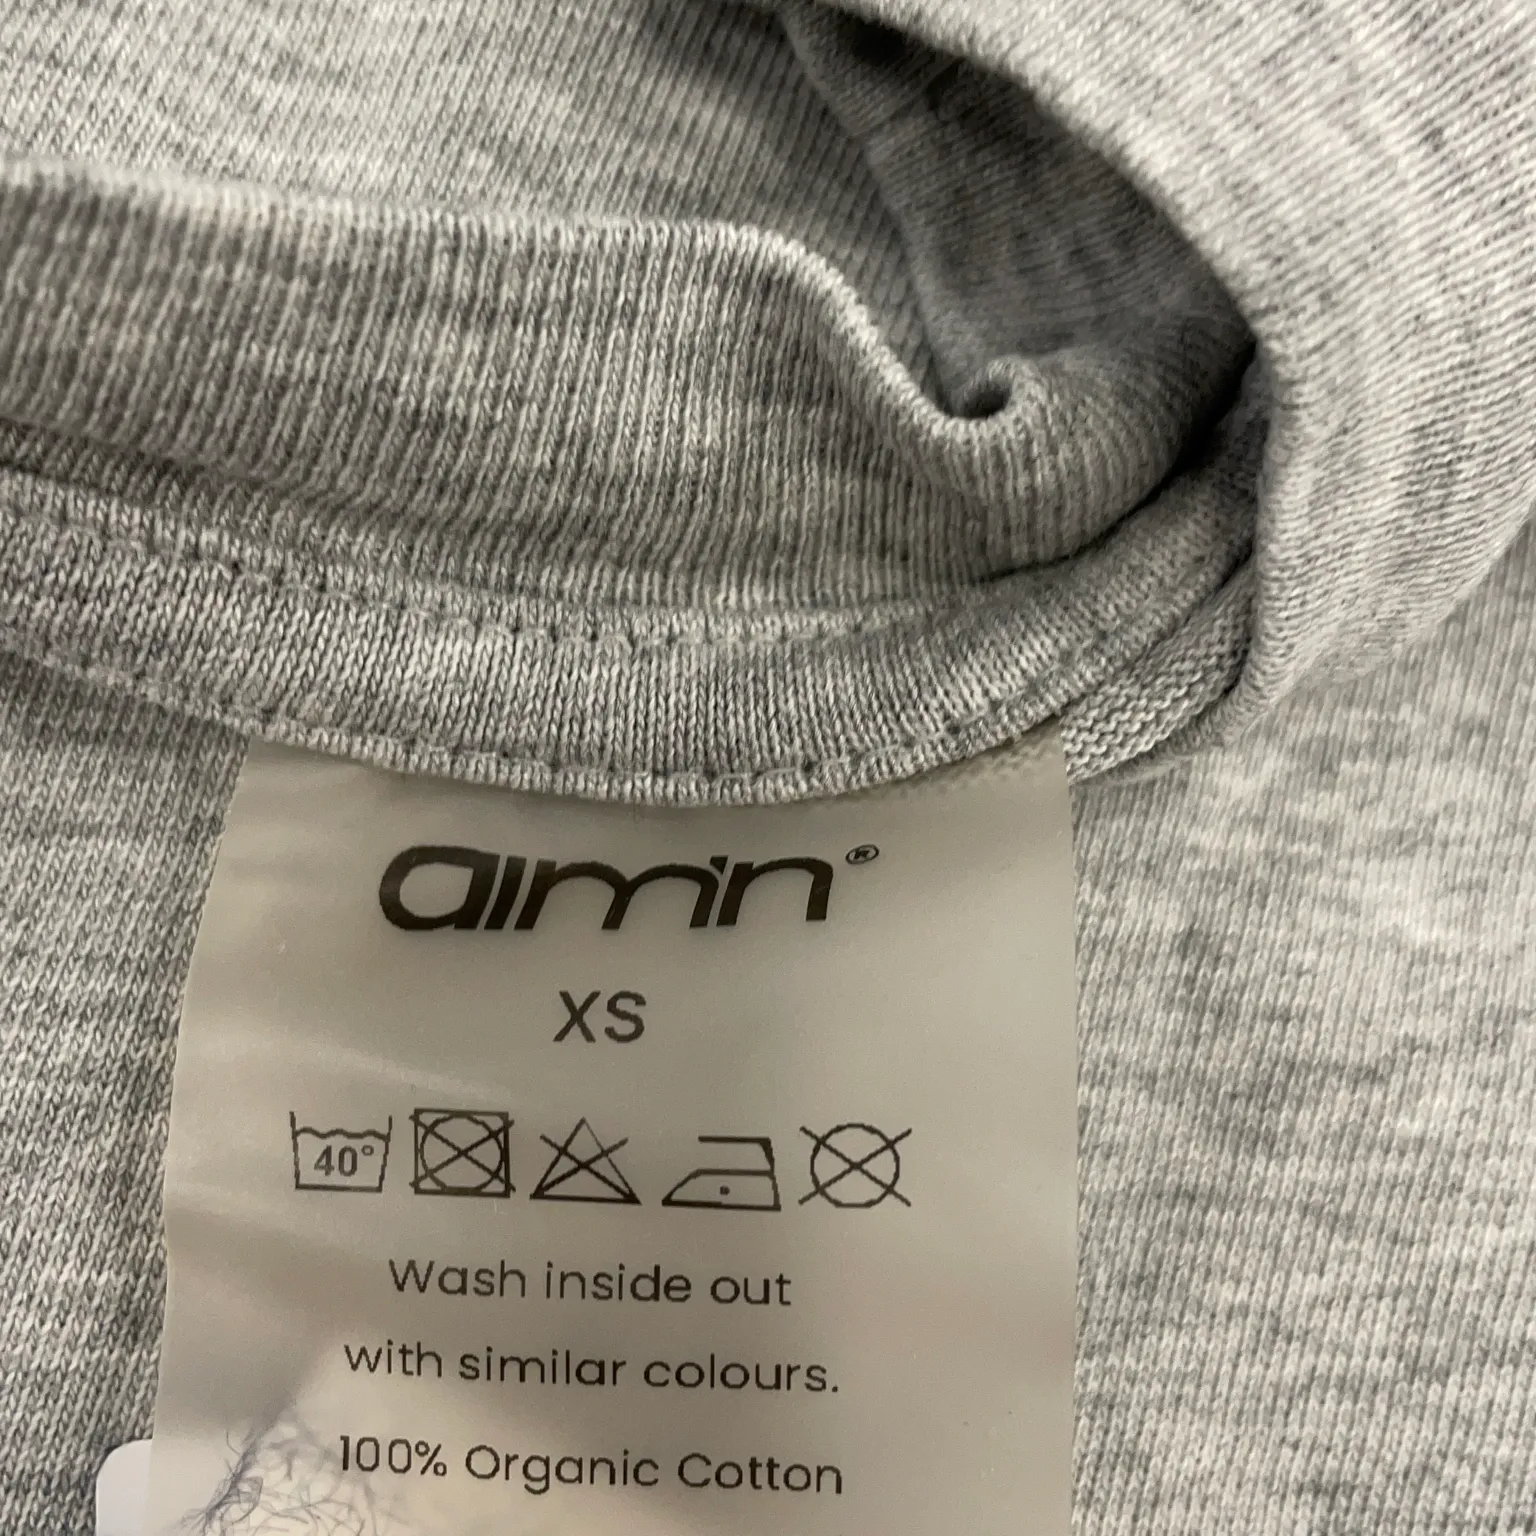 aim'n®
XS
40°
Wash inside out
with similar colours.
100% Organic Cotton